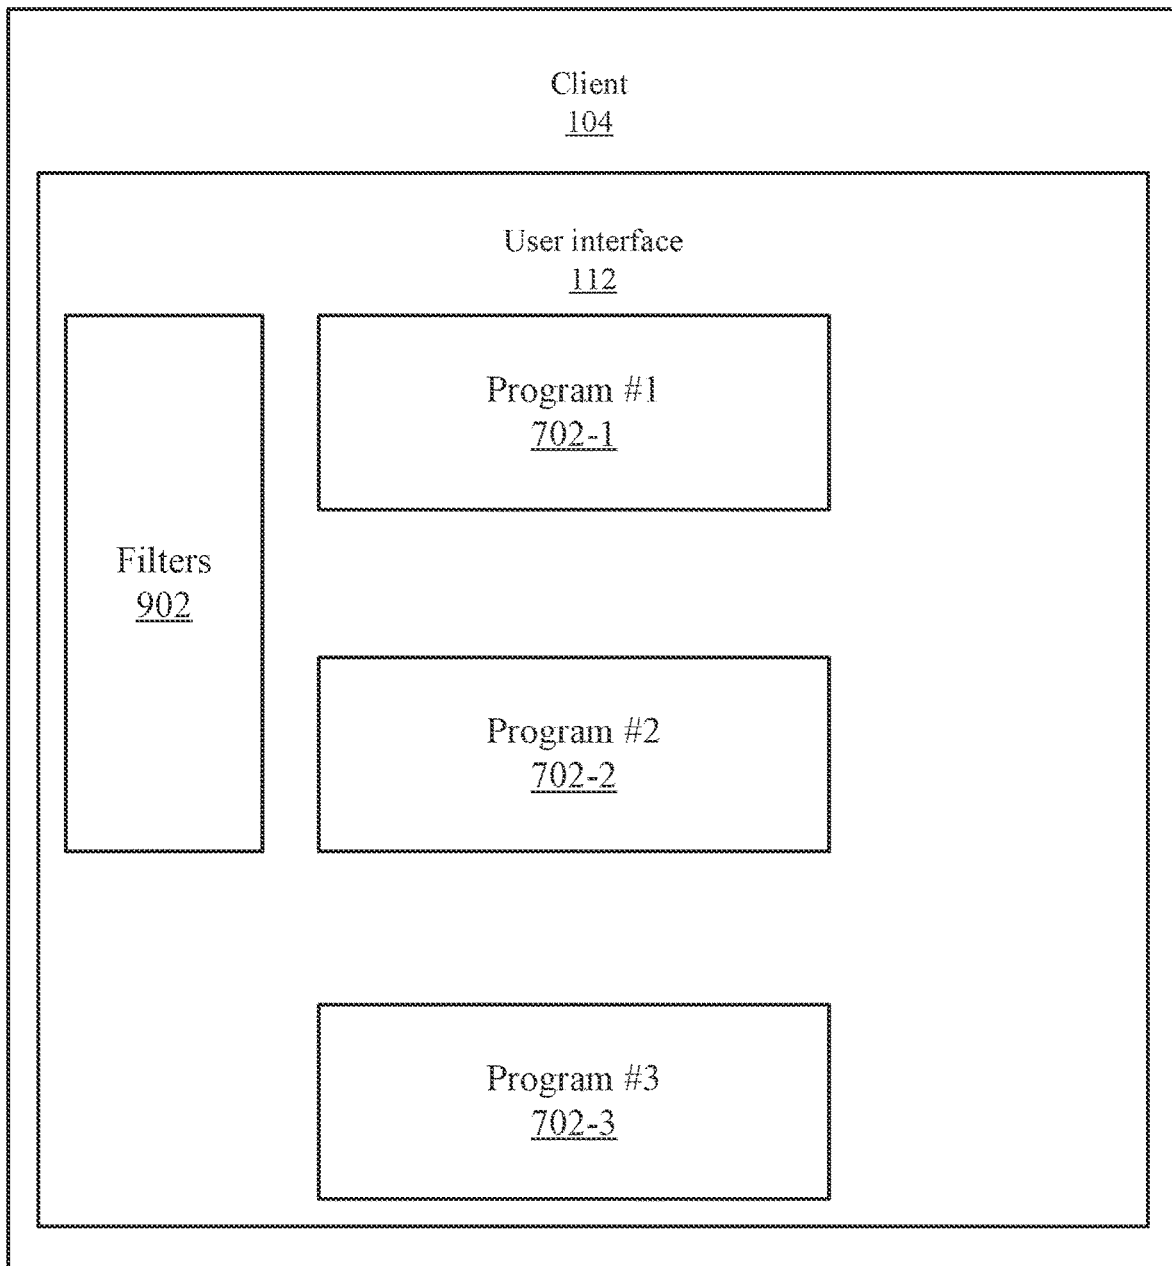 Client
104
User interface
112
Program #1
702-1
Filters
902
Program #2
702-2
Program #3
702-3